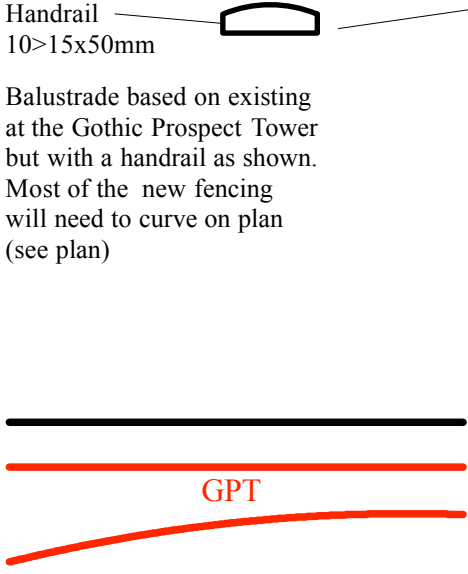 Handrail
10>15x50mm
Balustrade based on existing
at the Gothic Prospect Tower
but with a handrail as shown.
Most of the  new fencing
will need to curve on plan
(see plan)
GPT